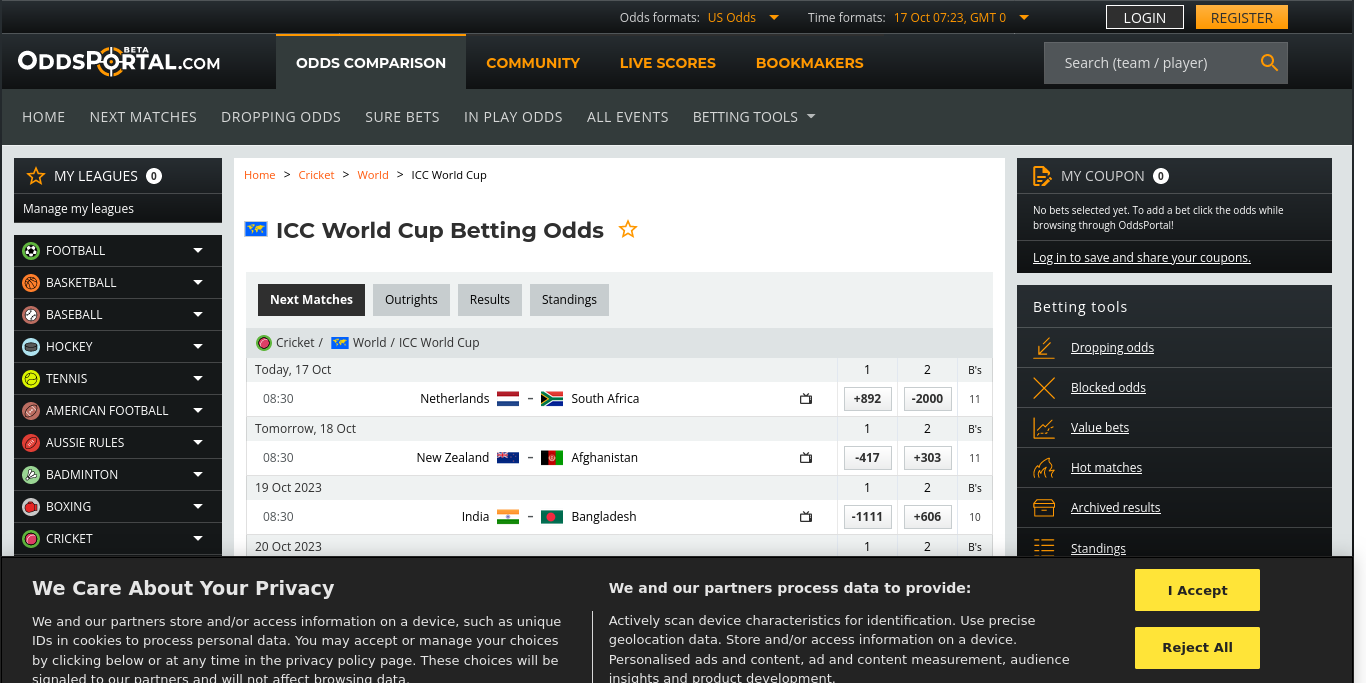 Odds formats: US Odds Time formats: 17 Oct 07:23, GMT 0 LOGIN REGISTER
ODDSPORTAL.COM BETA ODDS COMPARISON COMMUNITY LIVE SCORES BOOKMAKERS Search (team / player)
HOME NEXT MATCHES DROPPING ODDS SURE BETS IN PLAY ODDS ALL EVENTS BETTING TOOLS
MY LEAGUES 0
Manage my leagues
FOOTBALL
BASKETBALL
BASEBALL
HOCKEY
TENNIS
AMERICAN FOOTBALL
AUSSIE RULES
BADMINTON
BOXING
CRICKET
Home > Cricket > World > ICC World Cup
ICC World Cup Betting Odds
Next Matches Outrights Results Standings
Cricket / World / ICC World Cup
Today, 17 Oct 1 2 B's
08:30 Netherlands – South Africa +892 -2000 11
Tomorrow, 18 Oct 1 2 B's
08:30 New Zealand – Afghanistan -417 +303 11
19 Oct 2023 1 2 B's
08:30 India – Bangladesh -1111 +606 10
20 Oct 2023 1 2 B's
MY COUPON 0
No bets selected yet. To add a bet click the odds while
browsing through OddsPortal!
Log in to save and share your coupons.
Betting tools
Dropping odds
Blocked odds
Value bets
Hot matches
Archived results
Standings
We Care About Your Privacy
We and our partners store and/or access information on a device, such as unique
IDs in cookies to process personal data. You may accept or manage your choices
by clicking below or at any time in the privacy policy page. These choices will be
signaled to our partners and will not affect browsing data.
We and our partners process data to provide:
Actively scan device characteristics for identification. Use precise
geolocation data. Store and/or access information on a device.
Personalised ads and content, ad and content measurement, audience
insights and product development.
I Accept
Reject All